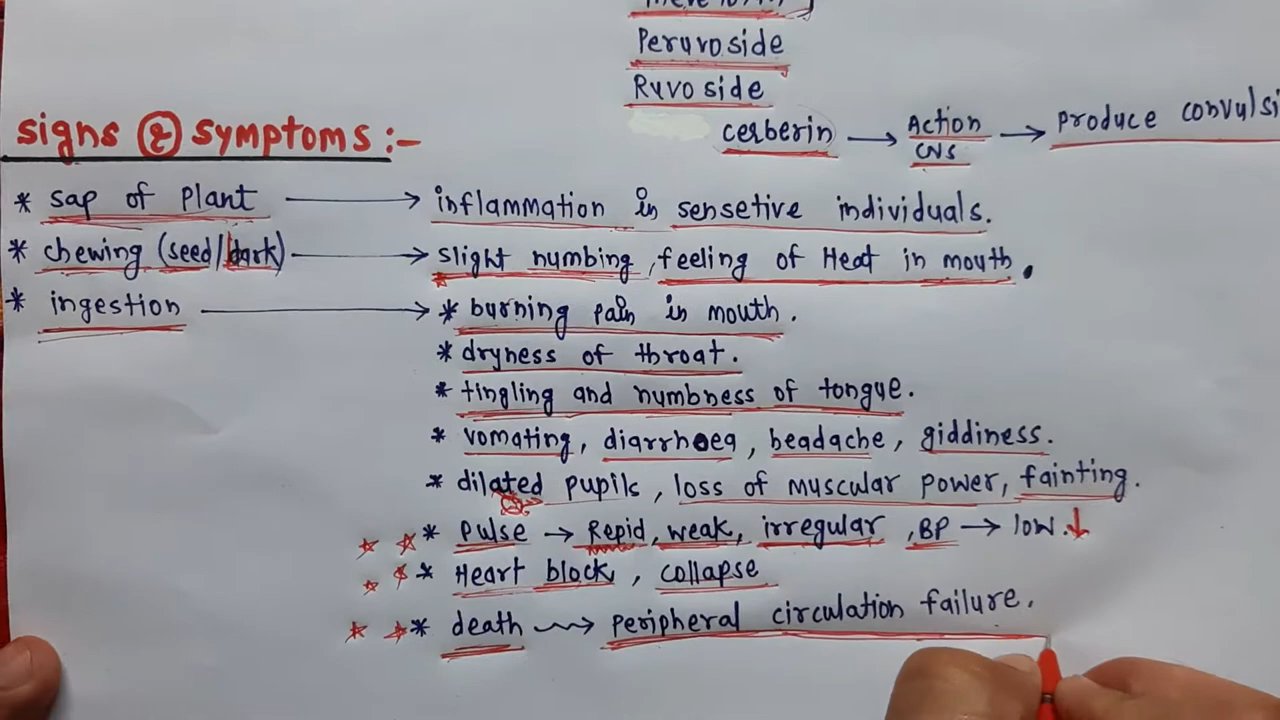 Peruvoside
Ruvoside
cerberin → Action CNS → produce
signs & symptoms :-
* sap of plant → inflammation in sensetive individuals.
* chewing (seed/bark) → slight numbing, feeling of Heat in mouth.
* ingestion → * burning pain in mouth.
* dryness of throat.
* tingling and numbness of tongue.
* vomating, diarrhoea, headache, giddiness.
* dilated pupils, loss of muscular power, fainting.
* Pulse → Repid, weak, irregular, BP → low. ↓
* Heart block, collapse
* death → peripheral circulation failure.